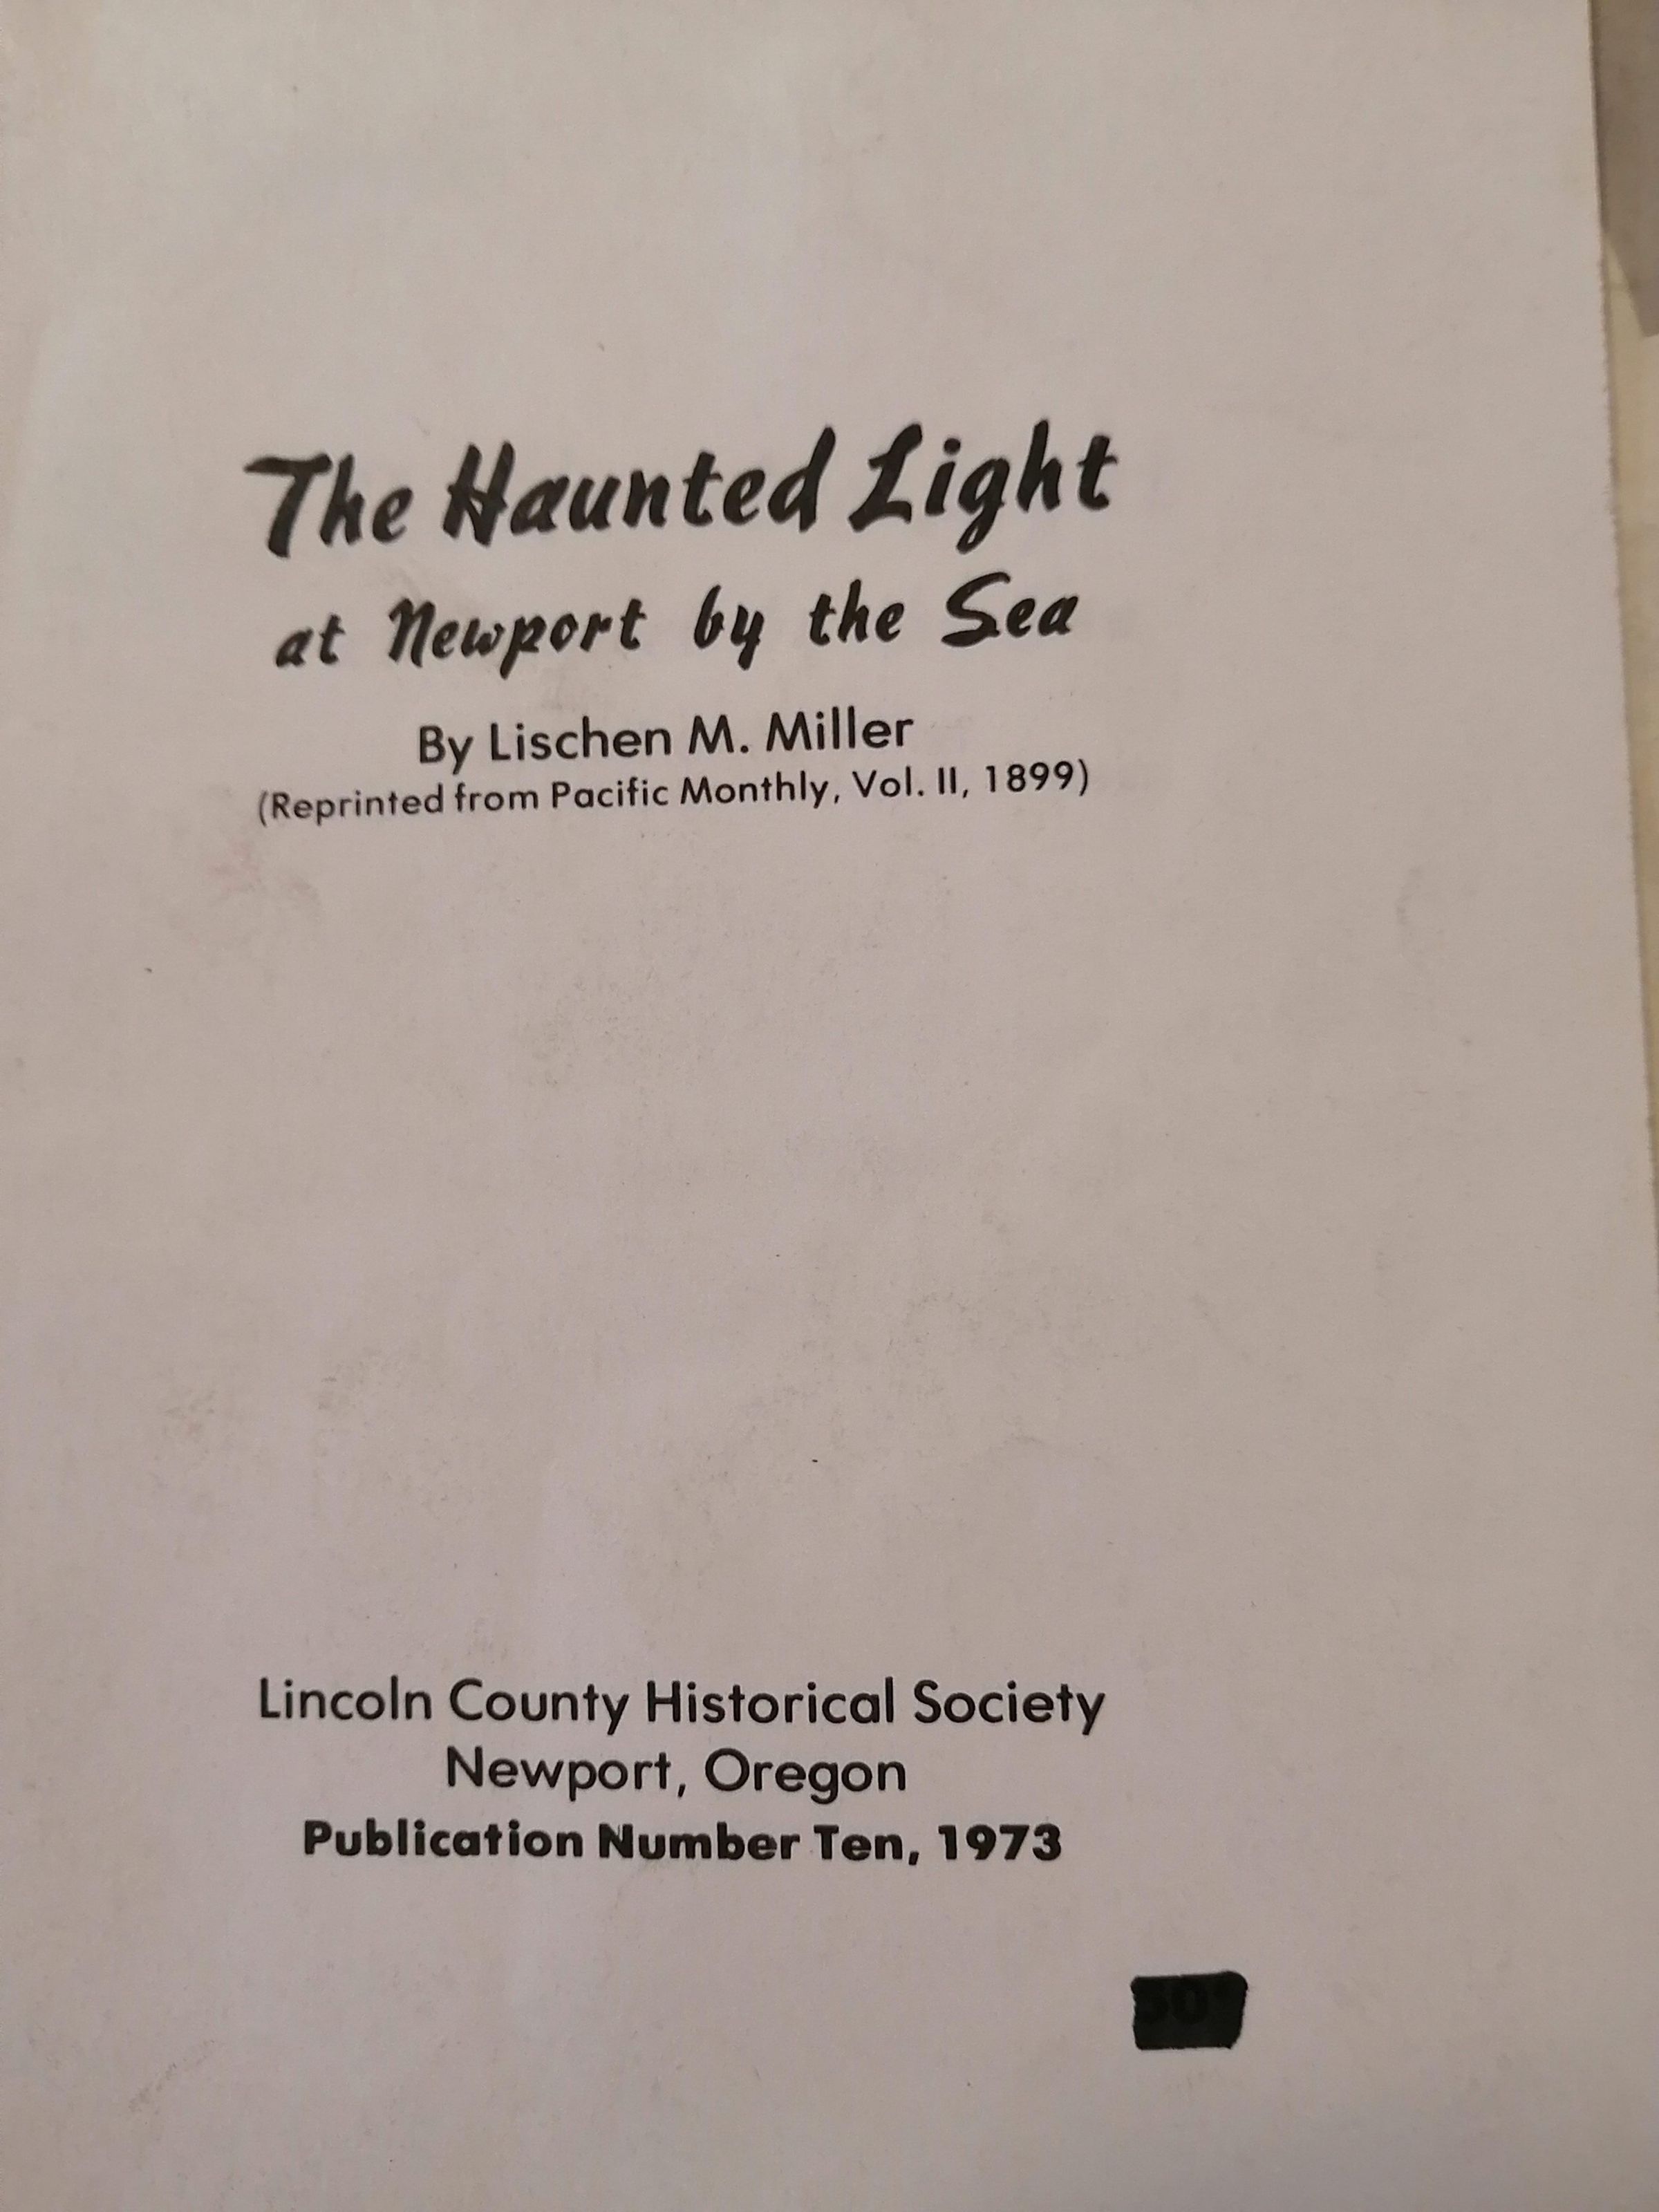 The Haunted Light
at Newport by the Sea
By Lischen M. Miller
(Reprinted from Pacific Monthly, Vol. II, 1899)
Lincoln County Historical Society
Newport, Oregon
Publication Number Ten, 1973